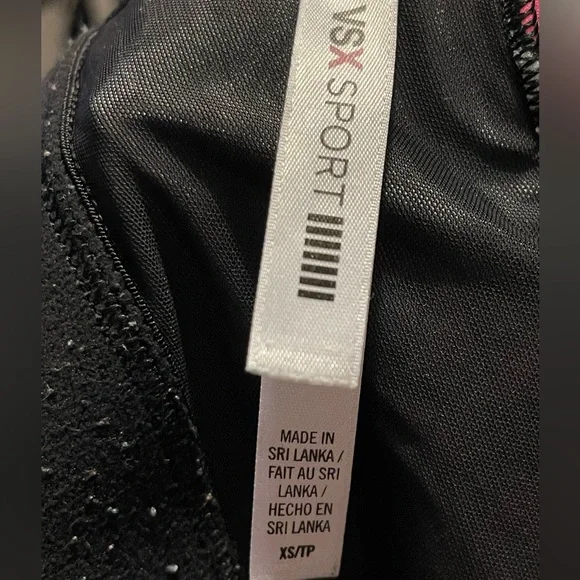 VSX SPORT
MADE IN
SRI LANKA /
FAIT AU SRI
LANKA /
HECHO EN
SRI LANKA
XS/TP